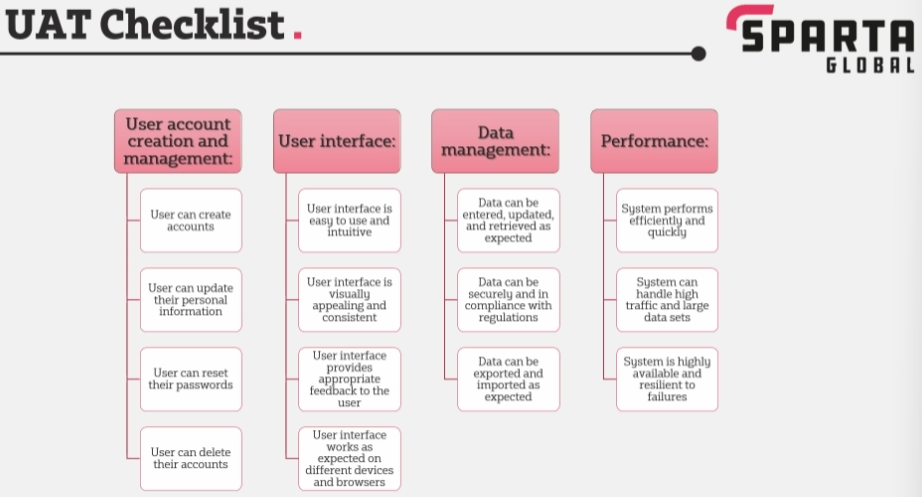 UAT Checklist.
SPARTA
GLOBAL
User account
creation and
management:
User can create
accounts
User can update
their personal
information
User can reset
their passwords
User can delete
their accounts
User interface:
User interface is
easy to use and
intuitive
User interface is
visually
appealing and
consistent
User interface
provides
appropriate
feedback to the
user
User interface
works as
expected on
different devices
and browsers
Data
management:
Data can be
entered, updated,
and retrieved as
expected
Data can be
securely and in
compliance with
regulations
Data can be
exported and
imported as
expected
Performance:
System performs
efficiently and
quickly
System can
handle high
traffic and large
data sets
System is highly
available and
resilient to
failures